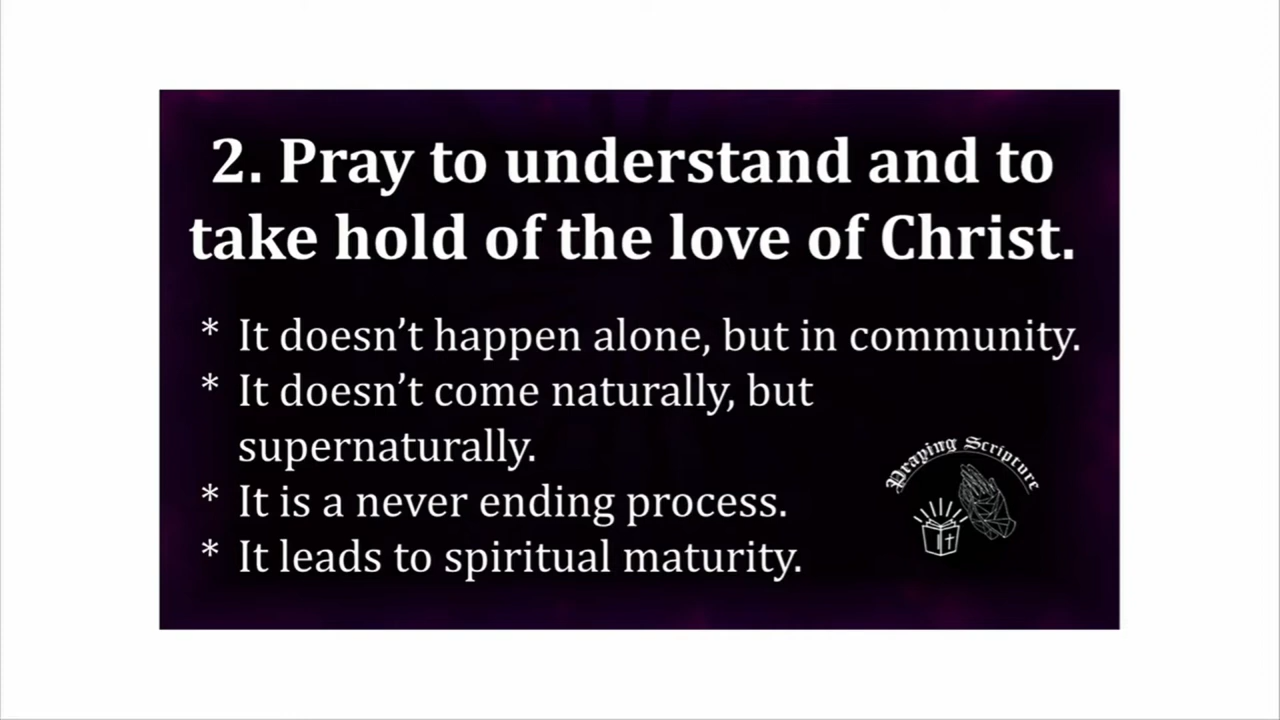 2. Pray to understand and to
take hold of the love of Christ.
* It doesn’t happen alone, but in community.
* It doesn’t come naturally, but
supernaturally.
* It is a never ending process.
* It leads to spiritual maturity.
Praying Scripture